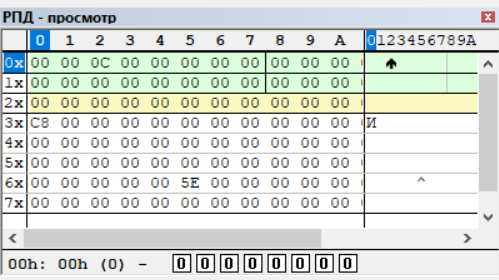 РПД - просмотр
0 1 2 3 4 5 6 7 8 9 A 0123456789A
0x 00 00 0C 00 00 00 00 00 00 00 00 ♠
1x 00 00 00 00 00 00 00 00 00 00 00
2x 00 00 00 00 00 00 00 00 00 00 00
3x C8 00 00 00 00 00 00 00 00 00 00 И
4x 00 00 00 00 00 00 00 00 00 00 00
5x 00 00 00 00 00 00 00 00 00 00 00
6x 00 00 00 00 00 5E 00 00 00 00 00 ^
7x 00 00 00 00 00 00 00 00 00 00 00
00h: 00h (0) - 0 0 0 0 0 0 0 0